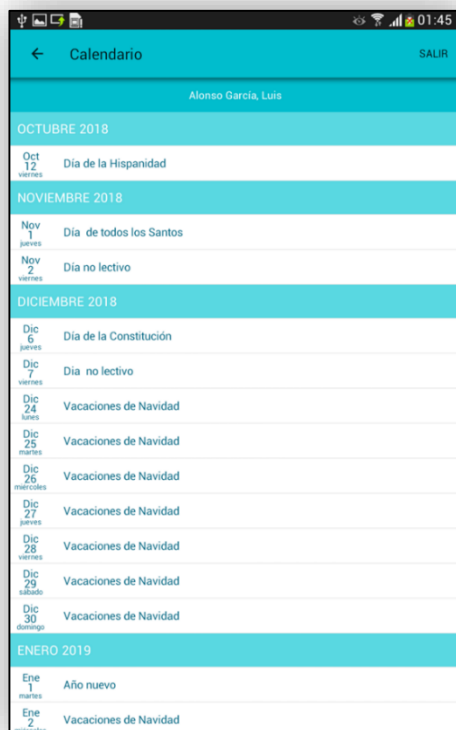 01:45
Calendario
SALIR
Alonso García, Luis
OCTUBRE 2018
Oct
12
viernes
Día de la Hispanidad
NOVIEMBRE 2018
Nov
1
jueves
Día de todos los Santos
Nov
2
viernes
Día no lectivo
DICIEMBRE 2018
Dic
6
jueves
Día de la Constitución
Dic
7
viernes
Dia no lectivo
Dic
24
lunes
Vacaciones de Navidad
Dic
25
martes
Vacaciones de Navidad
Dic
26
miércoles
Vacaciones de Navidad
Dic
27
jueves
Vacaciones de Navidad
Dic
28
viernes
Vacaciones de Navidad
Dic
29
sábado
Vacaciones de Navidad
Dic
30
domingo
Vacaciones de Navidad
ENERO 2019
Ene
1
martes
Año nuevo
Ene
2
miércoles
Vacaciones de Navidad